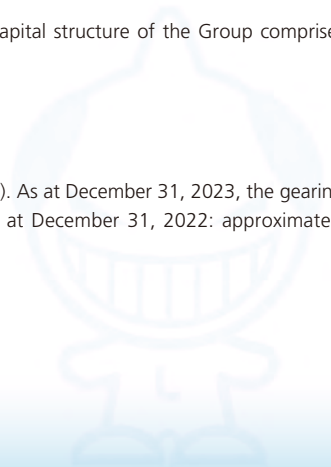 apital structure of the Group comprise
). As at December 31, 2023, the gearin
at December 31, 2022: approximate